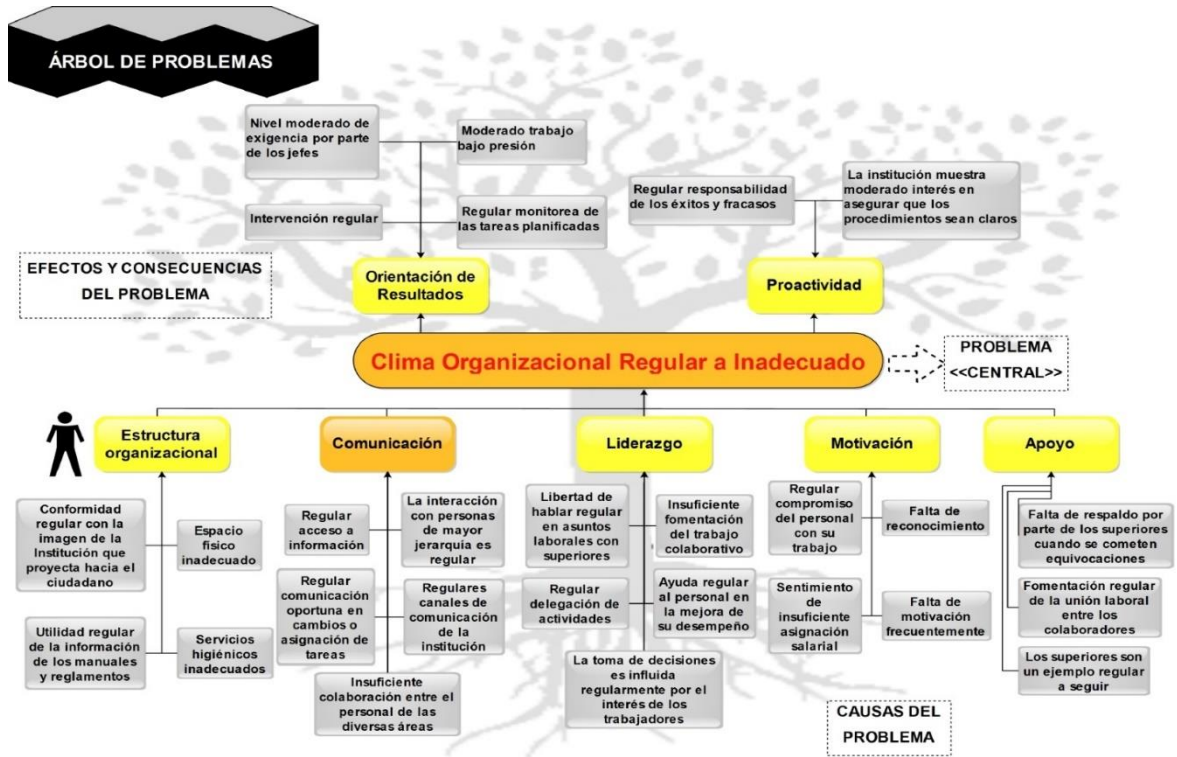 ÁRBOL DE PROBLEMAS
Nivel moderado de
exigencia por parte
de los jefes
Moderado trabajo
bajo presión
Intervención regular
Regular monitorea de
las tareas planificadas
Regular responsabilidad
de los éxitos y fracasos
La institución muestra
moderado interés en
asegurar que los
procedimientos sean claros
EFECTOS Y CONSECUENCIAS
DEL PROBLEMA
Orientación de
Resultados
Proactividad
Clima Organizacional Regular a Inadecuado
PROBLEMA
<<CENTRAL>>
Estructura
organizacional
Comunicación
Liderazgo
Motivación
Apoyo
Conformidad
regular con la
imagen de la
Institución que
proyecta hacia el
ciudadano
Espacio
físico
inadecuado
Utilidad regular
de la información
de los manuales
y reglamentos
Servicios
higiénicos
inadecuados
Regular
acceso a
información
La interacción
con personas
de mayor
jerarquía es
regular
Regular
comunicación
oportuna en
cambios o
asignación de
tareas
Regulares
canales de
comunicación
de la
institución
Insuficiente
colaboración entre el
personal de las
diversas áreas
Libertad de
hablar regular
en asuntos
laborales con
superiores
Insuficiente
fomentación
del trabajo
colaborativo
Regular
delegación de
actividades
Ayuda regular
al personal en
la mejora de
su desempeño
La toma de decisiones
es influida
regularmente por el
interés de los
trabajadores
Regular
compromiso
del personal
con su
trabajo
Falta de
reconocimiento
Sentimiento
de
insuficiente
asignación
salarial
Falta de
motivación
frecuentemente
Falta de respaldo por
parte de los superiores
cuando se cometen
equivocaciones
Fomentación regular
de la unión laboral
entre los
colaboradores
Los superiores son
un ejemplo regular
a seguir
CAUSAS DEL
PROBLEMA